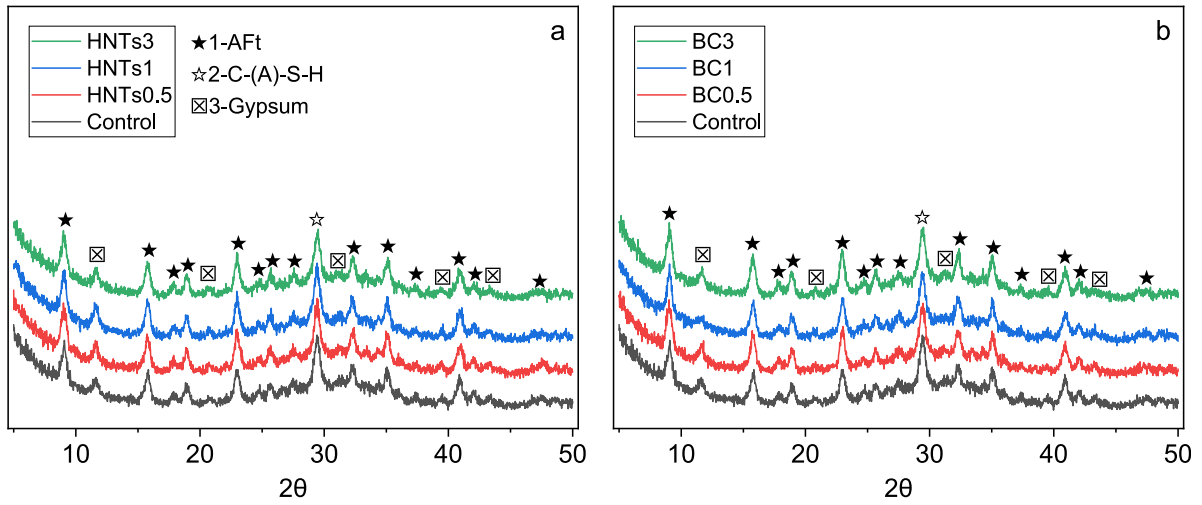 HNTs3
HNTs1
HNTs0.5
Control
★1-AFt
☆2-C-(A)-S-H
☒3-Gypsum
a
10 20 30 40 50
2θ
BC3
BC1
BC0.5
Control
b
10 20 30 40 50
2θ